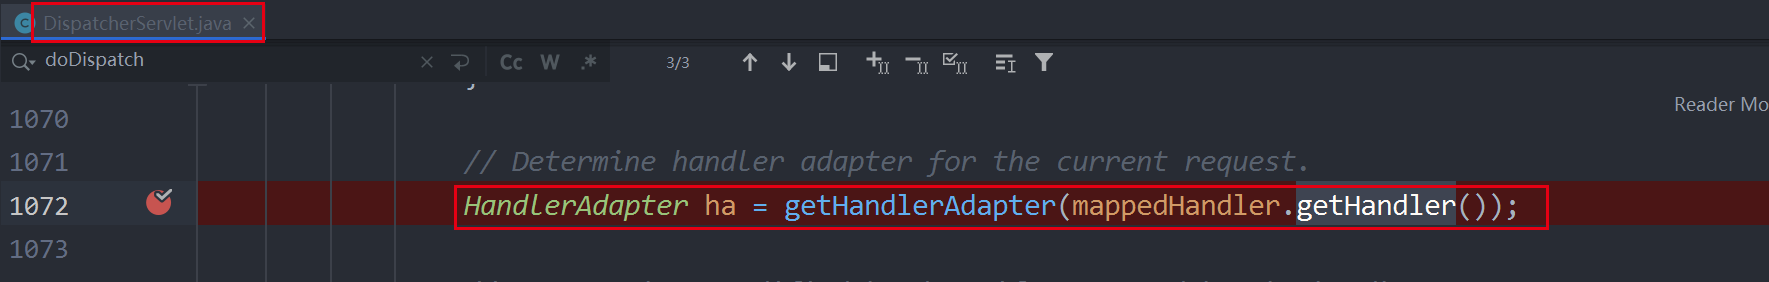 DispatcherServlet.java
doDispatch
Cc W .* 3/3
Reader Mo
1070
1071 // Determine handler adapter for the current request.
1072 HandlerAdapter ha = getHandlerAdapter(mappedHandler.getHandler());
1073